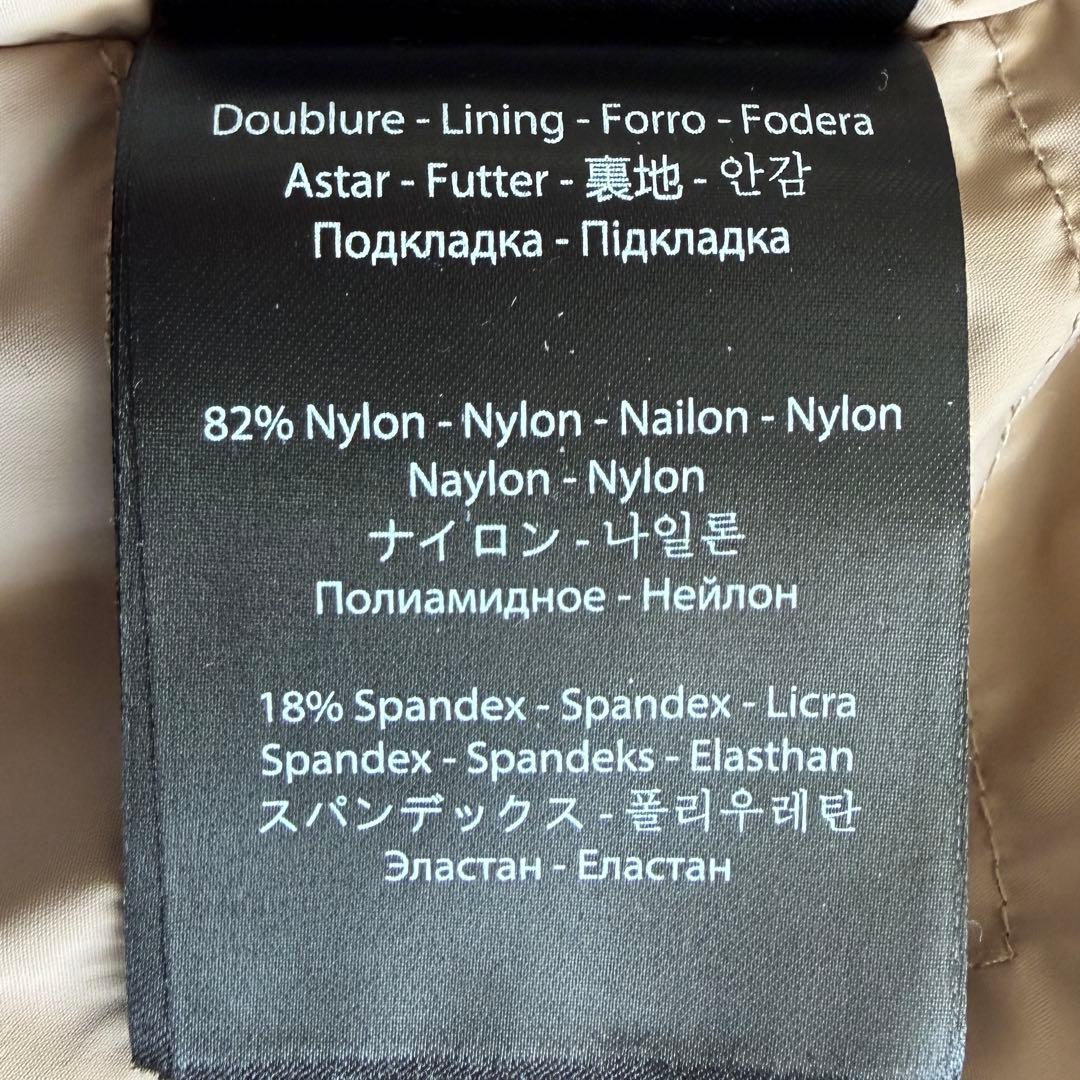 Doublure - Lining - Forro - Fodera
Astar - Futter - 裏地 - 안감
Подкладка - Підкладка
82% Nylon - Nylon - Nailon - Nylon
Naylon - Nylon
ナイロン - 나일론
Полиамидное - Нейлон
18% Spandex - Spandex - Licra
Spandex - Spandeks - Elasthan
スパンデックス - 폴리우레탄
Эластан - Еластан